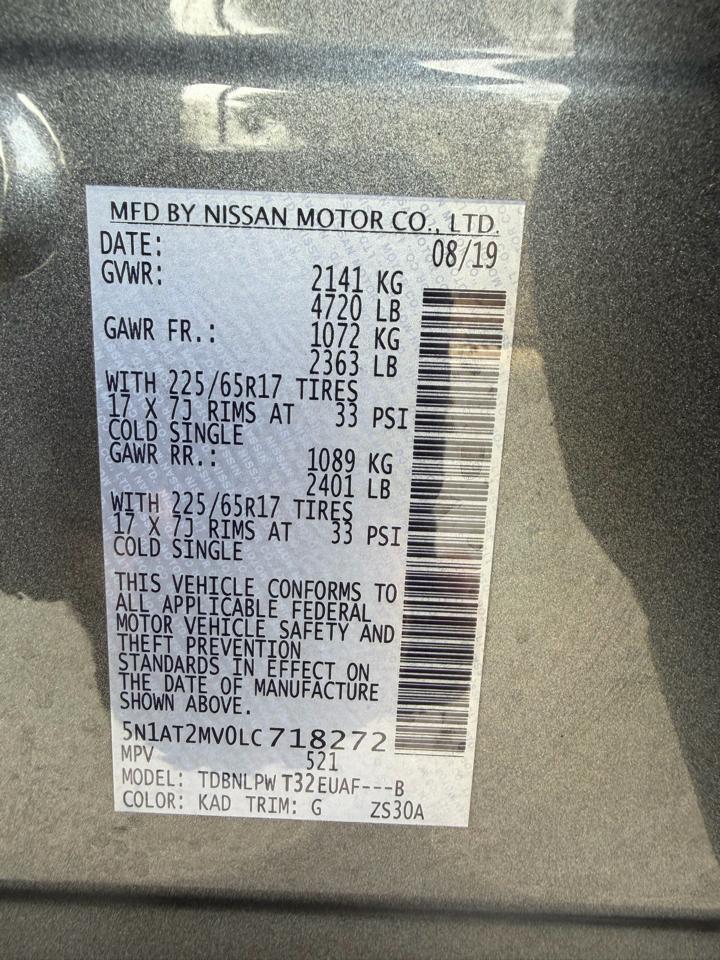 MFD BY NISSAN MOTOR CO., LTD.
DATE: 08/19
GVWR: 2141 KG
4720 LB
GAWR FR.: 1072 KG
2363 LB
WITH 225/65R17 TIRES
17 X 7J RIMS AT 33 PSI
COLD SINGLE
GAWR RR.: 1089 KG
2401 LB
WITH 225/65R17 TIRES
17 X 7J RIMS AT 33 PSI
COLD SINGLE
THIS VEHICLE CONFORMS TO
ALL APPLICABLE FEDERAL
MOTOR VEHICLE SAFETY AND
THEFT PREVENTION
STANDARDS IN EFFECT ON
THE DATE OF MANUFACTURE
SHOWN ABOVE.
5N1AT2MV0LC718272
MPV 521
MODEL: TDBNLPW T32EUAF---B
COLOR: KAD TRIM: G ZS30A